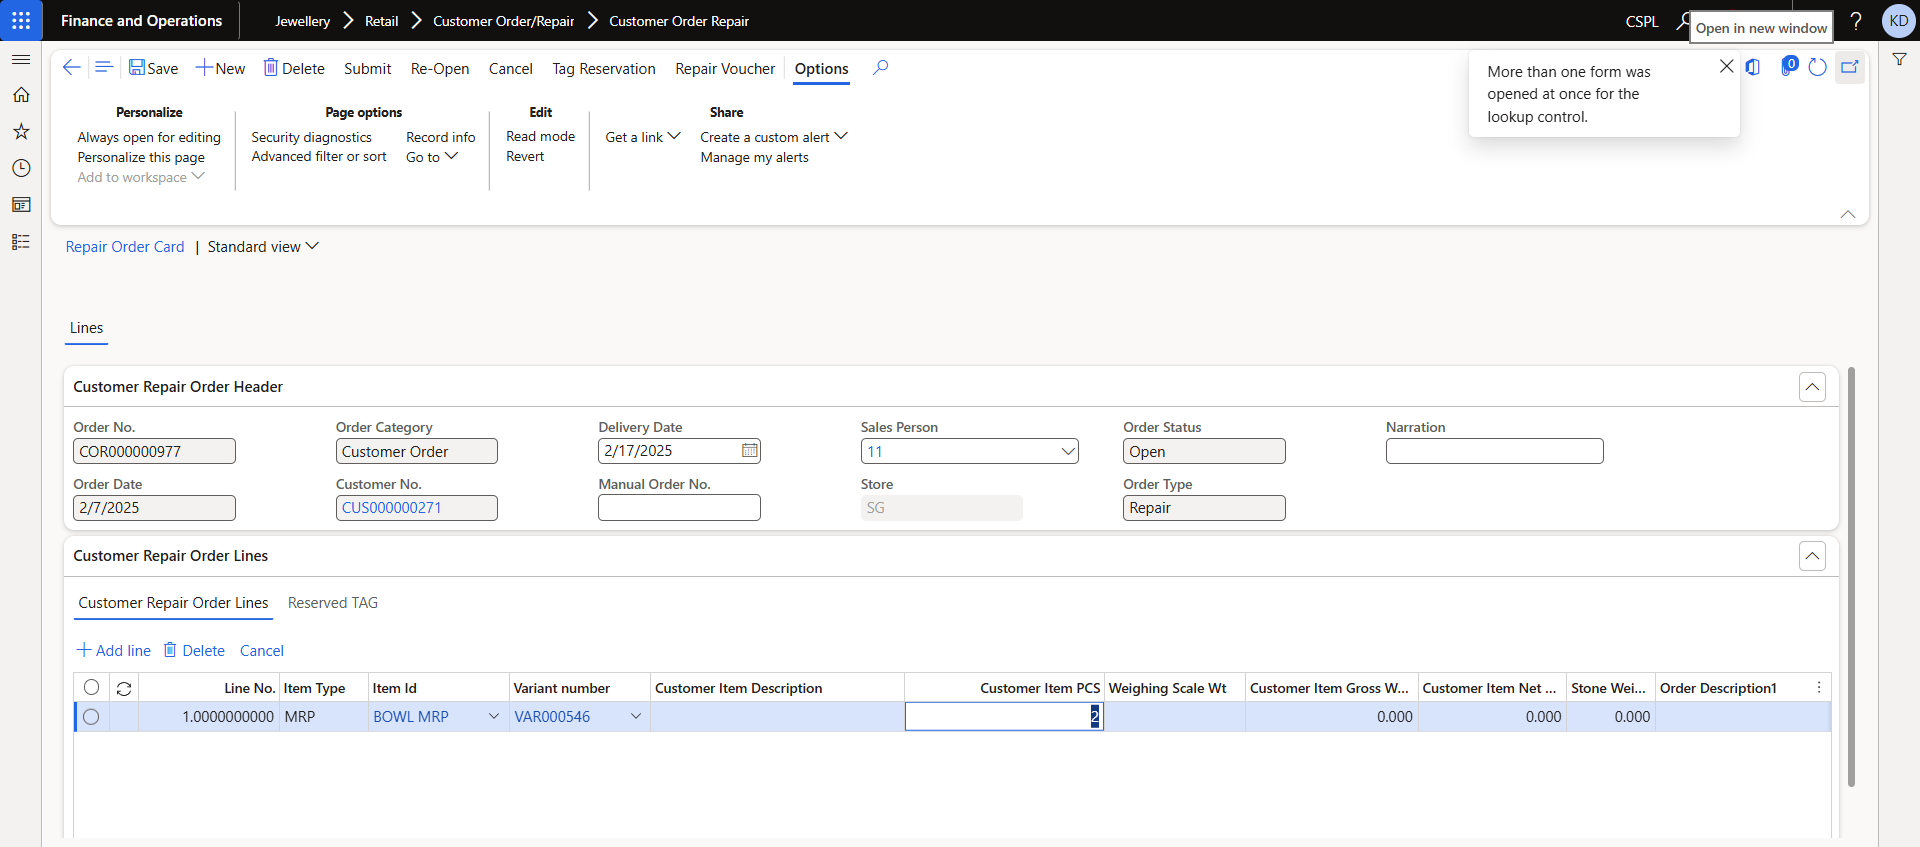 Finance and Operations
Jewellery
Retail
Customer Order/Repair
Customer Order Repair
CSPL
Open in new window
?
KD
Save
New
Delete
Submit
Re-Open
Cancel
Tag Reservation
Repair Voucher
Options
0
More than one form was
opened at once for the
lookup control.
Personalize
Always open for editing
Personalize this page
Add to workspace
Page options
Security diagnostics
Advanced filter or sort
Record info
Go to
Edit
Read mode
Revert
Get a link
Share
Create a custom alert
Manage my alerts
Repair Order Card | Standard view
Lines
Customer Repair Order Header
Order No.
COR000000977
Order Category
Customer Order
Delivery Date
2/17/2025
Sales Person
11
Order Status
Open
Narration
Order Date
2/7/2025
Customer No.
CUS000000271
Manual Order No.
Store
SG
Order Type
Repair
Customer Repair Order Lines
Customer Repair Order Lines
Reserved TAG
Add line
Delete
Cancel
Line No. Item Type Item Id Variant number Customer Item Description Customer Item PCS Weighing Scale Wt Customer Item Gross W... Customer Item Net ... Stone Wei... Order Description1
1.0000000000 MRP BOWL MRP VAR000546 2 0.000 0.000 0.000